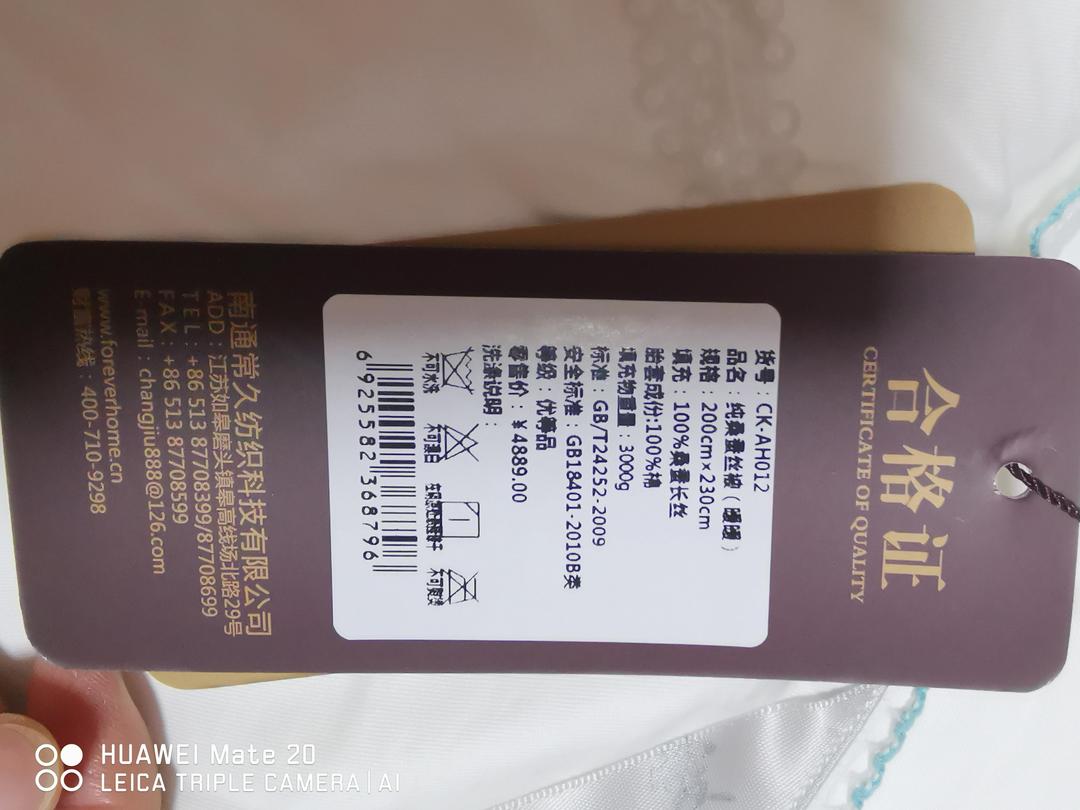 合格证
CERTIFICATE OF QUALITY
货号：CK-AH012
品名：纯桑蚕丝被（暖暖）
规格：200cm×230cm
填充：100%桑蚕长丝
胎套成份:100%棉
填充物重量：3000g
标准：GB/T24252-2009
安全标准：GB18401-2010B类
等级：优等品
零售价：￥4889.00
洗涤说明：
不可水洗 不可漂白 不可干洗
6925582368796
南通常久纺织科技有限公司
ADD：江苏如皋磨头镇皋高线场北路29号
TEL：+86 513 87708399/87708699
FAX：+86 513 87708599
E-mail：changjiu888@126.com
www.foreverhome.cn
财富热线：400-710-9298
HUAWEI Mate 20
LEICA TRIPLE CAMERA | AI